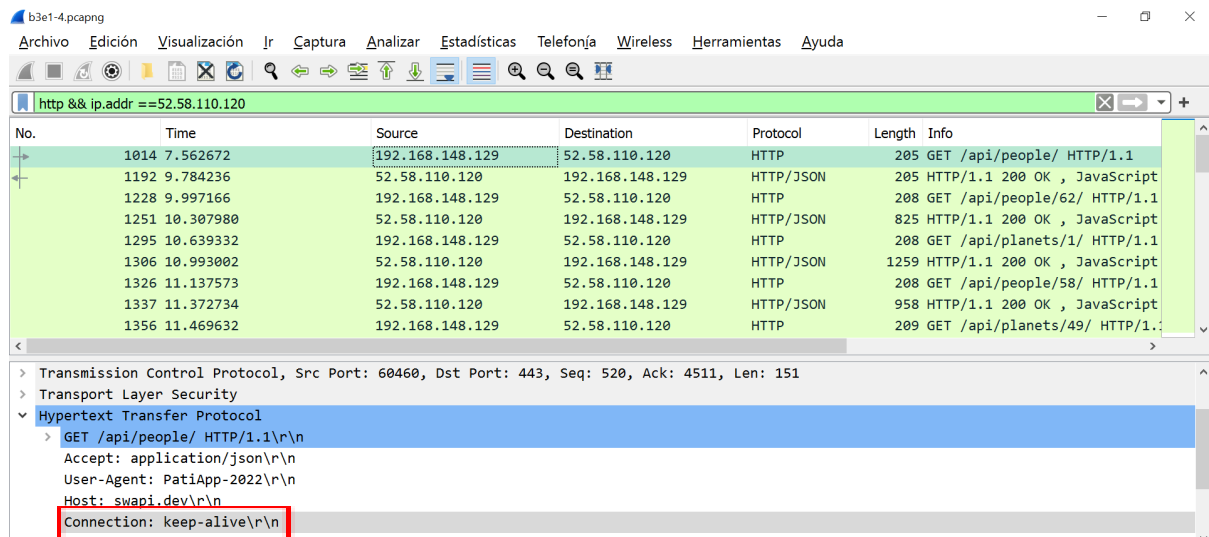 b3e1-4.pcapng
Archivo Edición Visualización Ir Captura Analizar Estadísticas Telefonía Wireless Herramientas Ayuda
http && ip.addr ==52.58.110.120
No. Time Source Destination Protocol Length Info
1014 7.562672 192.168.148.129 52.58.110.120 HTTP 205 GET /api/people/ HTTP/1.1
1192 9.784236 52.58.110.120 192.168.148.129 HTTP/JSON 205 HTTP/1.1 200 OK , JavaScript
1228 9.997166 192.168.148.129 52.58.110.120 HTTP 208 GET /api/people/62/ HTTP/1.1
1251 10.307980 52.58.110.120 192.168.148.129 HTTP/JSON 825 HTTP/1.1 200 OK , JavaScript
1295 10.639332 192.168.148.129 52.58.110.120 HTTP 208 GET /api/planets/1/ HTTP/1.1
1306 10.993002 52.58.110.120 192.168.148.129 HTTP/JSON 1259 HTTP/1.1 200 OK , JavaScript
1326 11.137573 192.168.148.129 52.58.110.120 HTTP 208 GET /api/people/58/ HTTP/1.1
1337 11.372734 52.58.110.120 192.168.148.129 HTTP/JSON 958 HTTP/1.1 200 OK , JavaScript
1356 11.469632 192.168.148.129 52.58.110.120 HTTP 209 GET /api/planets/49/ HTTP/1.1
Transmission Control Protocol, Src Port: 60460, Dst Port: 443, Seq: 520, Ack: 4511, Len: 151
Transport Layer Security
Hypertext Transfer Protocol
GET /api/people/ HTTP/1.1\r\n
Accept: application/json\r\n
User-Agent: PatiApp-2022\r\n
Host: swapi.dev\r\n
Connection: keep-alive\r\n